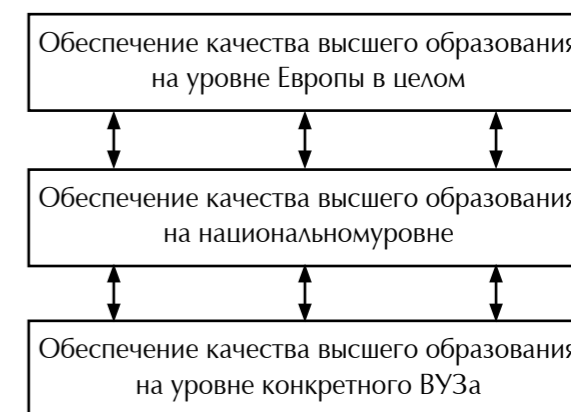 Обеспечение качества высшего образования
на уровне Европы в целом
Обеспечение качества высшего образования
на национальномуровне
Обеспечение качества высшего образования
на уровне конкретного ВУЗа